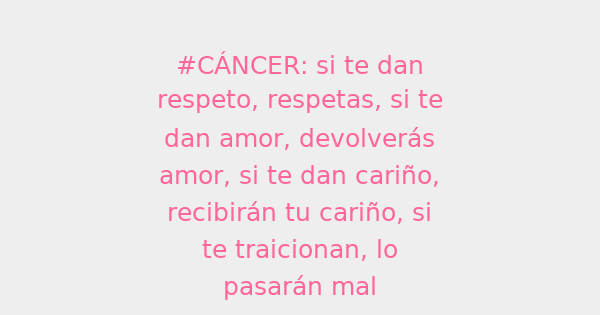 #CÁNCER: si te dan
respeto, respetas, si te
dan amor, devolverás
amor, si te dan cariño,
recibirán tu cariño, si
te traicionan, lo
pasarán mal